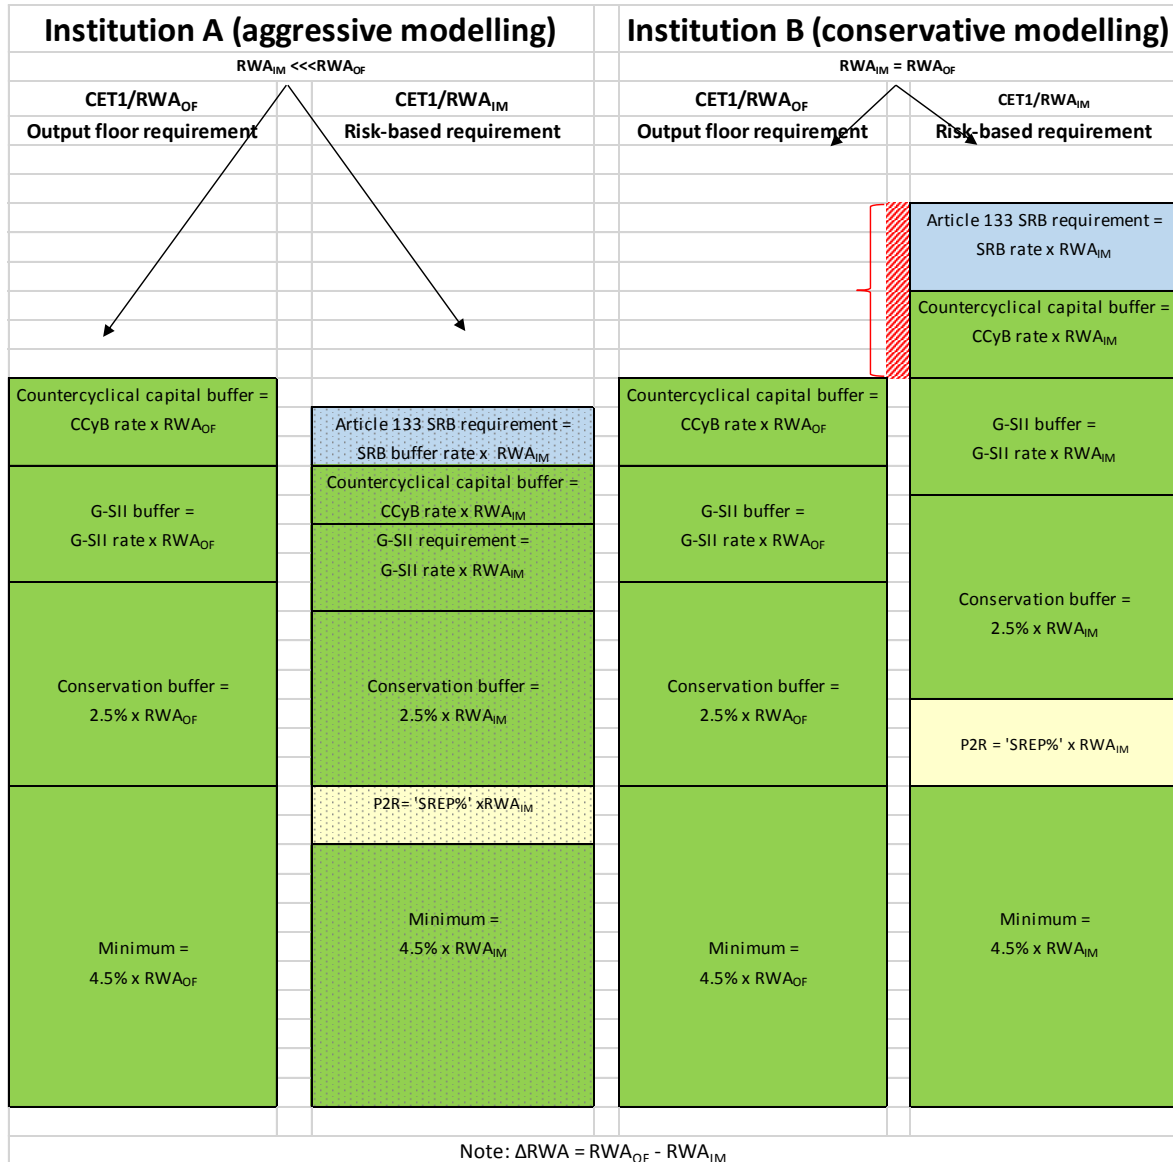 Institution A (aggressive modelling)
RWA_IM <<<RWA_OF
CET1/RWA_OF
Output floor requirement
CET1/RWA_IM
Risk-based requirement
Countercyclical capital buffer =
CCyB rate x RWA_OF
G-SII buffer =
G-SII rate x RWA_OF
Conservation buffer =
2.5% x RWA_OF
Minimum =
4.5% x RWA_OF
Article 133 SRB requirement =
SRB buffer rate x RWA_IM
Countercyclical capital buffer =
CCyB rate x RWA_IM
G-SII requirement =
G-SII rate x RWA_IM
Conservation buffer =
2.5% x RWA_IM
P2R= 'SREP%' xRWA_IM
Minimum =
4.5% x RWA_IM
Institution B (conservative modelling)
RWA_IM = RWA_OF
CET1/RWA_OF
Output floor requirement
CET1/RWA_IM
Risk-based requirement
Countercyclical capital buffer =
CCyB rate x RWA_OF
G-SII buffer =
G-SII rate x RWA_OF
Conservation buffer =
2.5% x RWA_OF
Minimum =
4.5% x RWA_OF
Article 133 SRB requirement =
SRB rate x RWA_IM
Countercyclical capital buffer =
CCyB rate x RWA_IM
G-SII buffer =
G-SII rate x RWA_IM
Conservation buffer =
2.5% x RWA_IM
P2R = 'SREP%' x RWA_IM
Minimum =
4.5% x RWA_IM
Note: ΔRWA = RWA_OF - RWA_IM